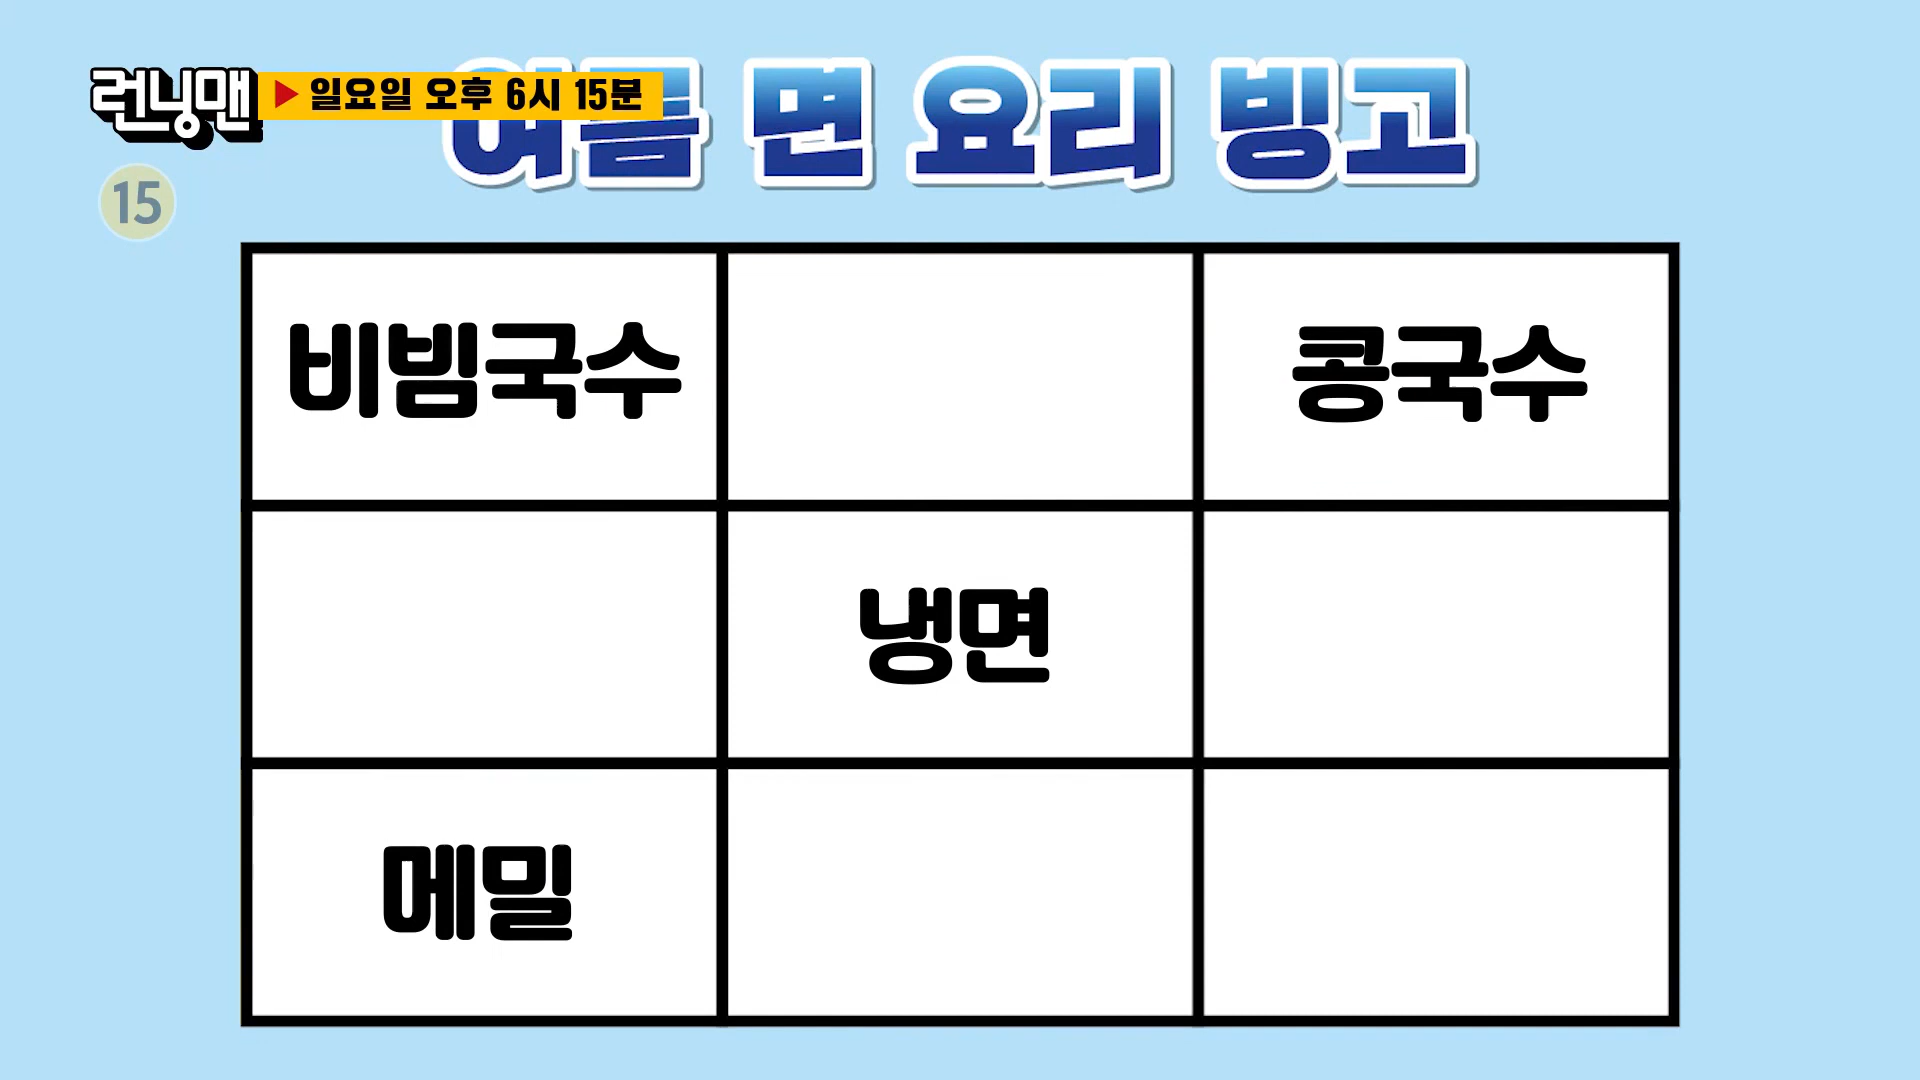 런닝맨 ▶ 일요일 오후 6시 15분
여름 면 요리 빙고
15
비빔국수 콩국수
냉면
메밀